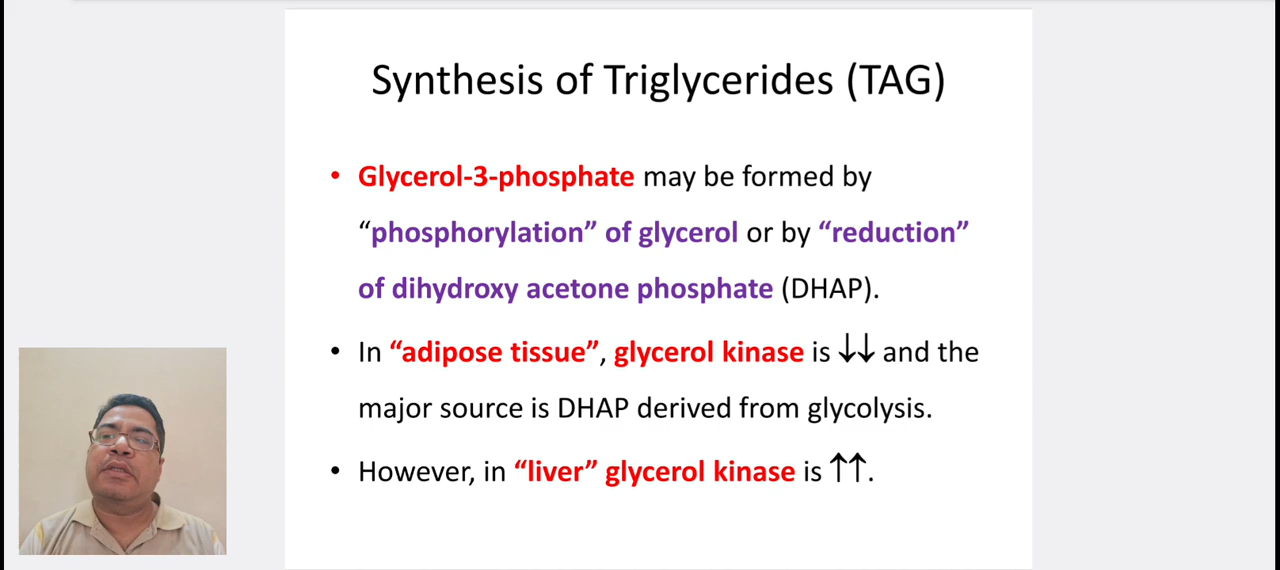 Synthesis of Triglycerides (TAG)
• Glycerol-3-phosphate may be formed by
“phosphorylation” of glycerol or by “reduction”
of dihydroxy acetone phosphate (DHAP).
• In “adipose tissue”, glycerol kinase is ↓↓ and the
major source is DHAP derived from glycolysis.
• However, in “liver” glycerol kinase is ↑↑.